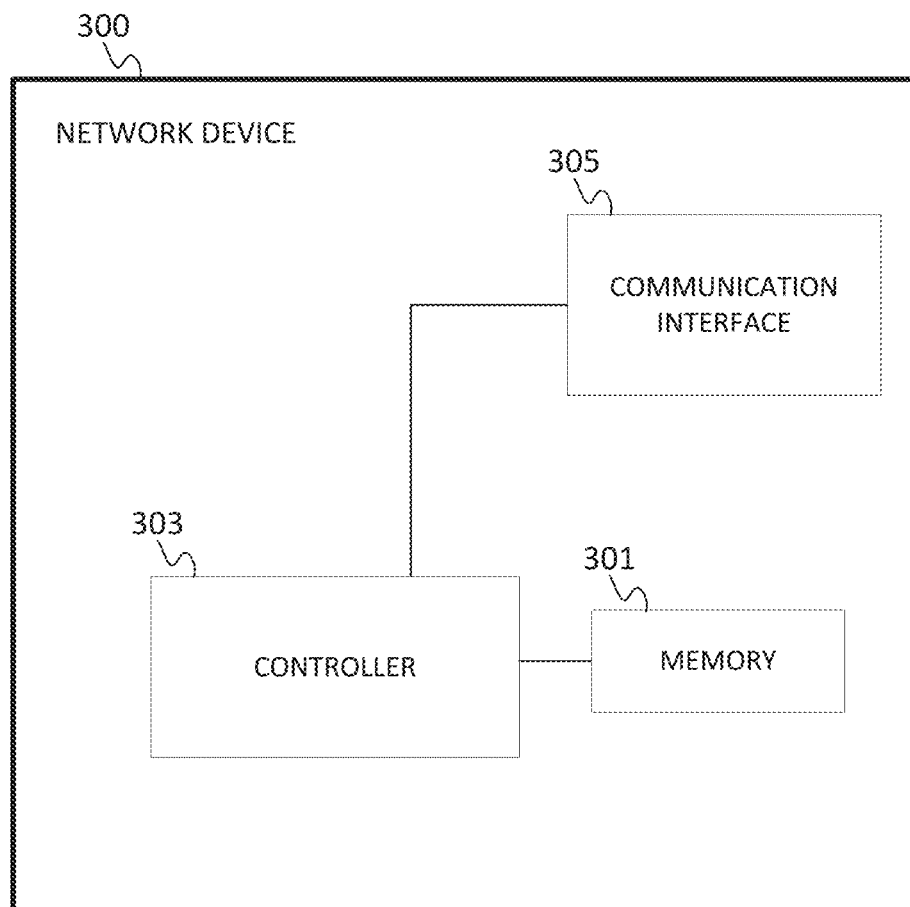 300
NETWORK DEVICE
305
COMMUNICATION
INTERFACE
303
CONTROLLER
301
MEMORY